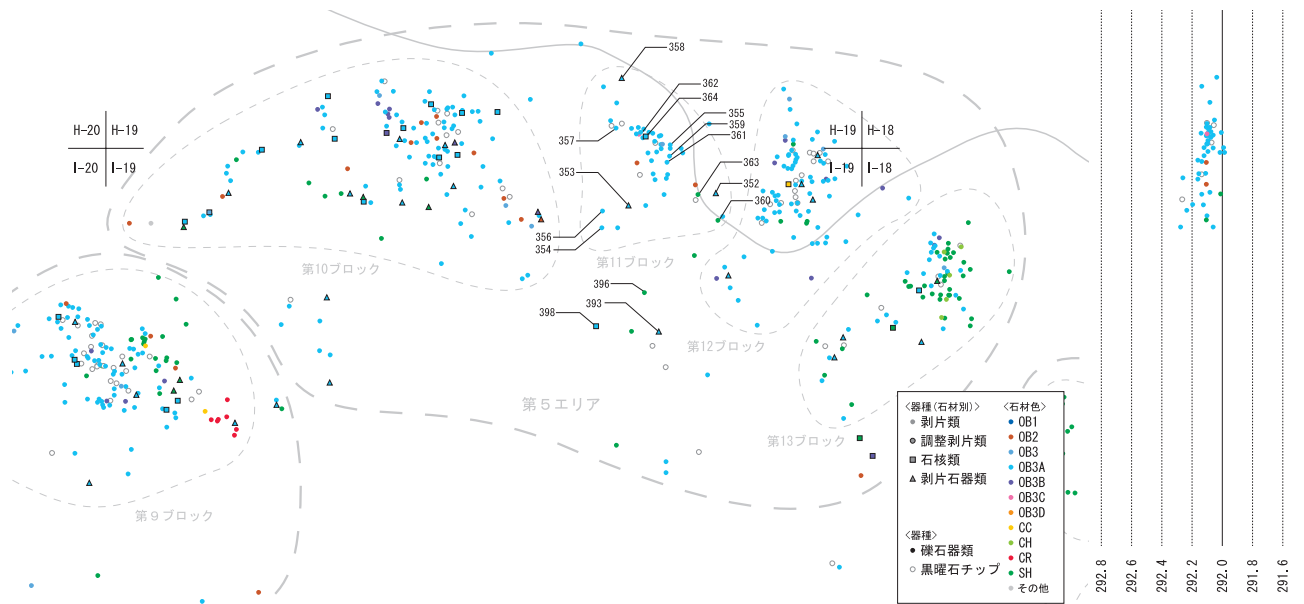 358
362
364
355
359
361
357
363
352
353
360
356
354
396
393
398
H-20 H-19
I-20 I-19
H-19 H-18
I-19 I-18
第10ブロック
第11ブロック
第12ブロック
第5エリア
第13ブロック
第9ブロック
<器種(石材別)>
剥片類
調整剥片類
石核類
剥片石器類
<器種>
礫石器類
黒曜石チップ
<石材色>
OB1
OB2
OB3
OB3A
OB3B
OB3C
OB3D
CC
CH
CR
SH
その他
292.8
292.6
292.4
292.2
292.0
291.8
291.6